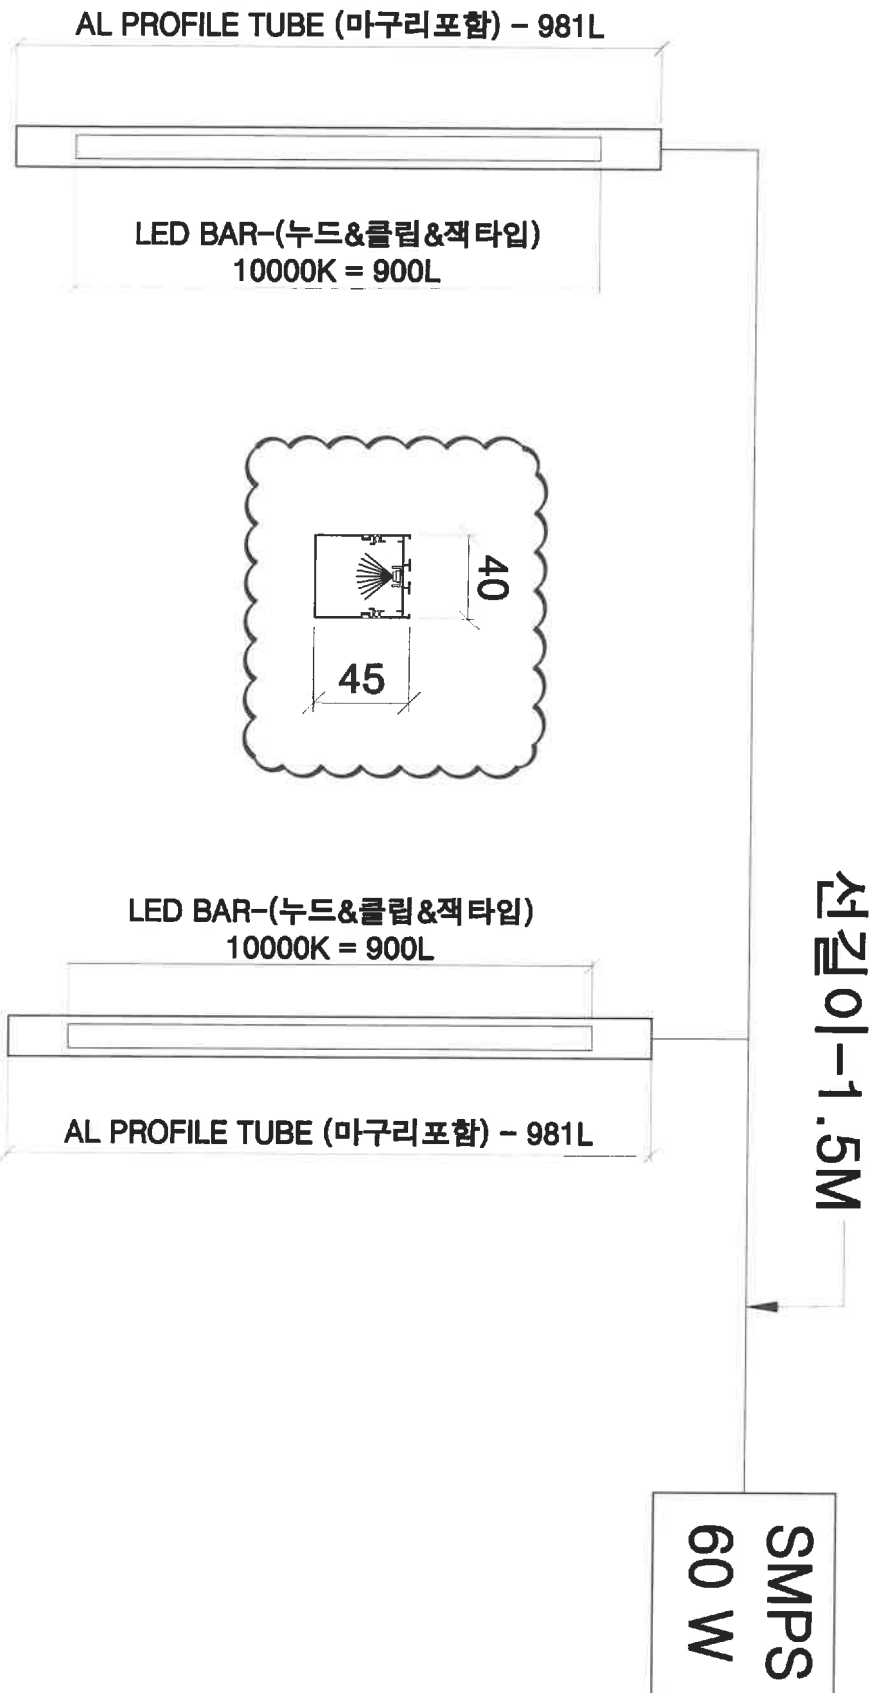 AL PROFILE TUBE (마구리포함) - 981L
LED BAR-(누드&클립&잭타입)
10000K = 900L
40
45
선길이-1.5M
LED BAR-(누드&클립&잭타입)
10000K = 900L
AL PROFILE TUBE (마구리포함) - 981L
SMPS
60 W